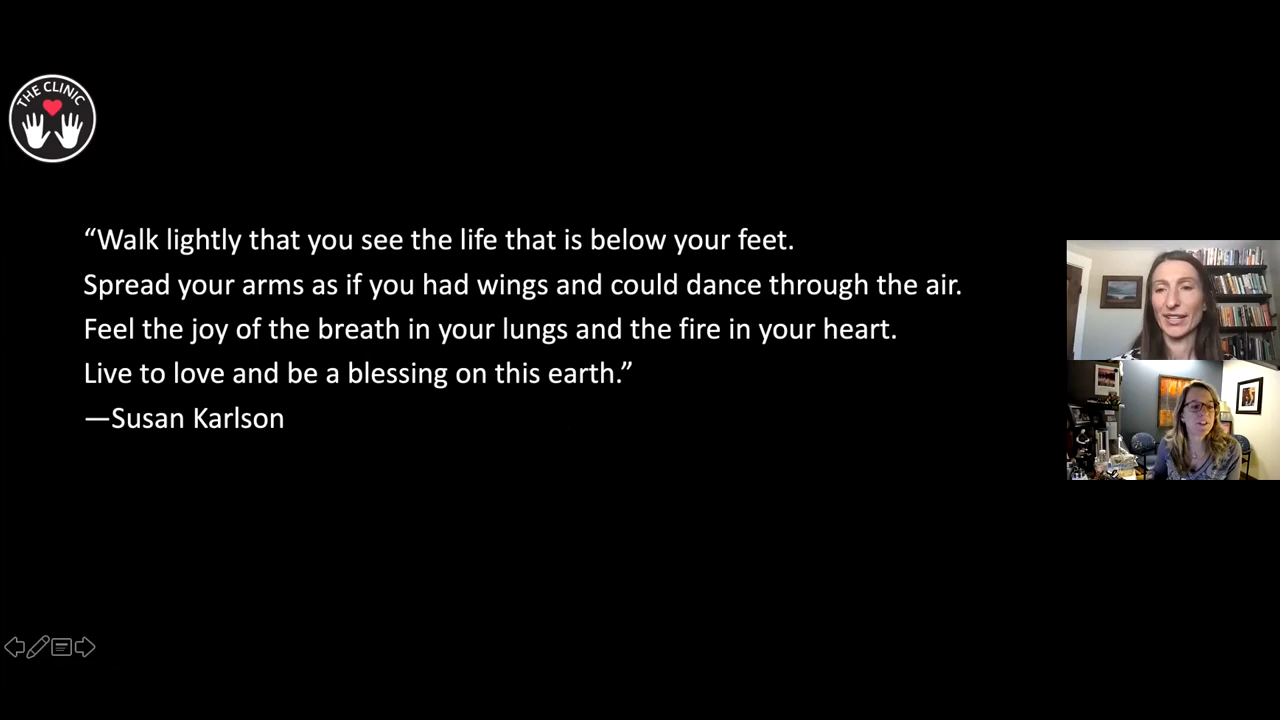 THE CLINIC
“Walk lightly that you see the life that is below your feet.
Spread your arms as if you had wings and could dance through the air.
Feel the joy of the breath in your lungs and the fire in your heart.
Live to love and be a blessing on this earth.”
—Susan Karlson